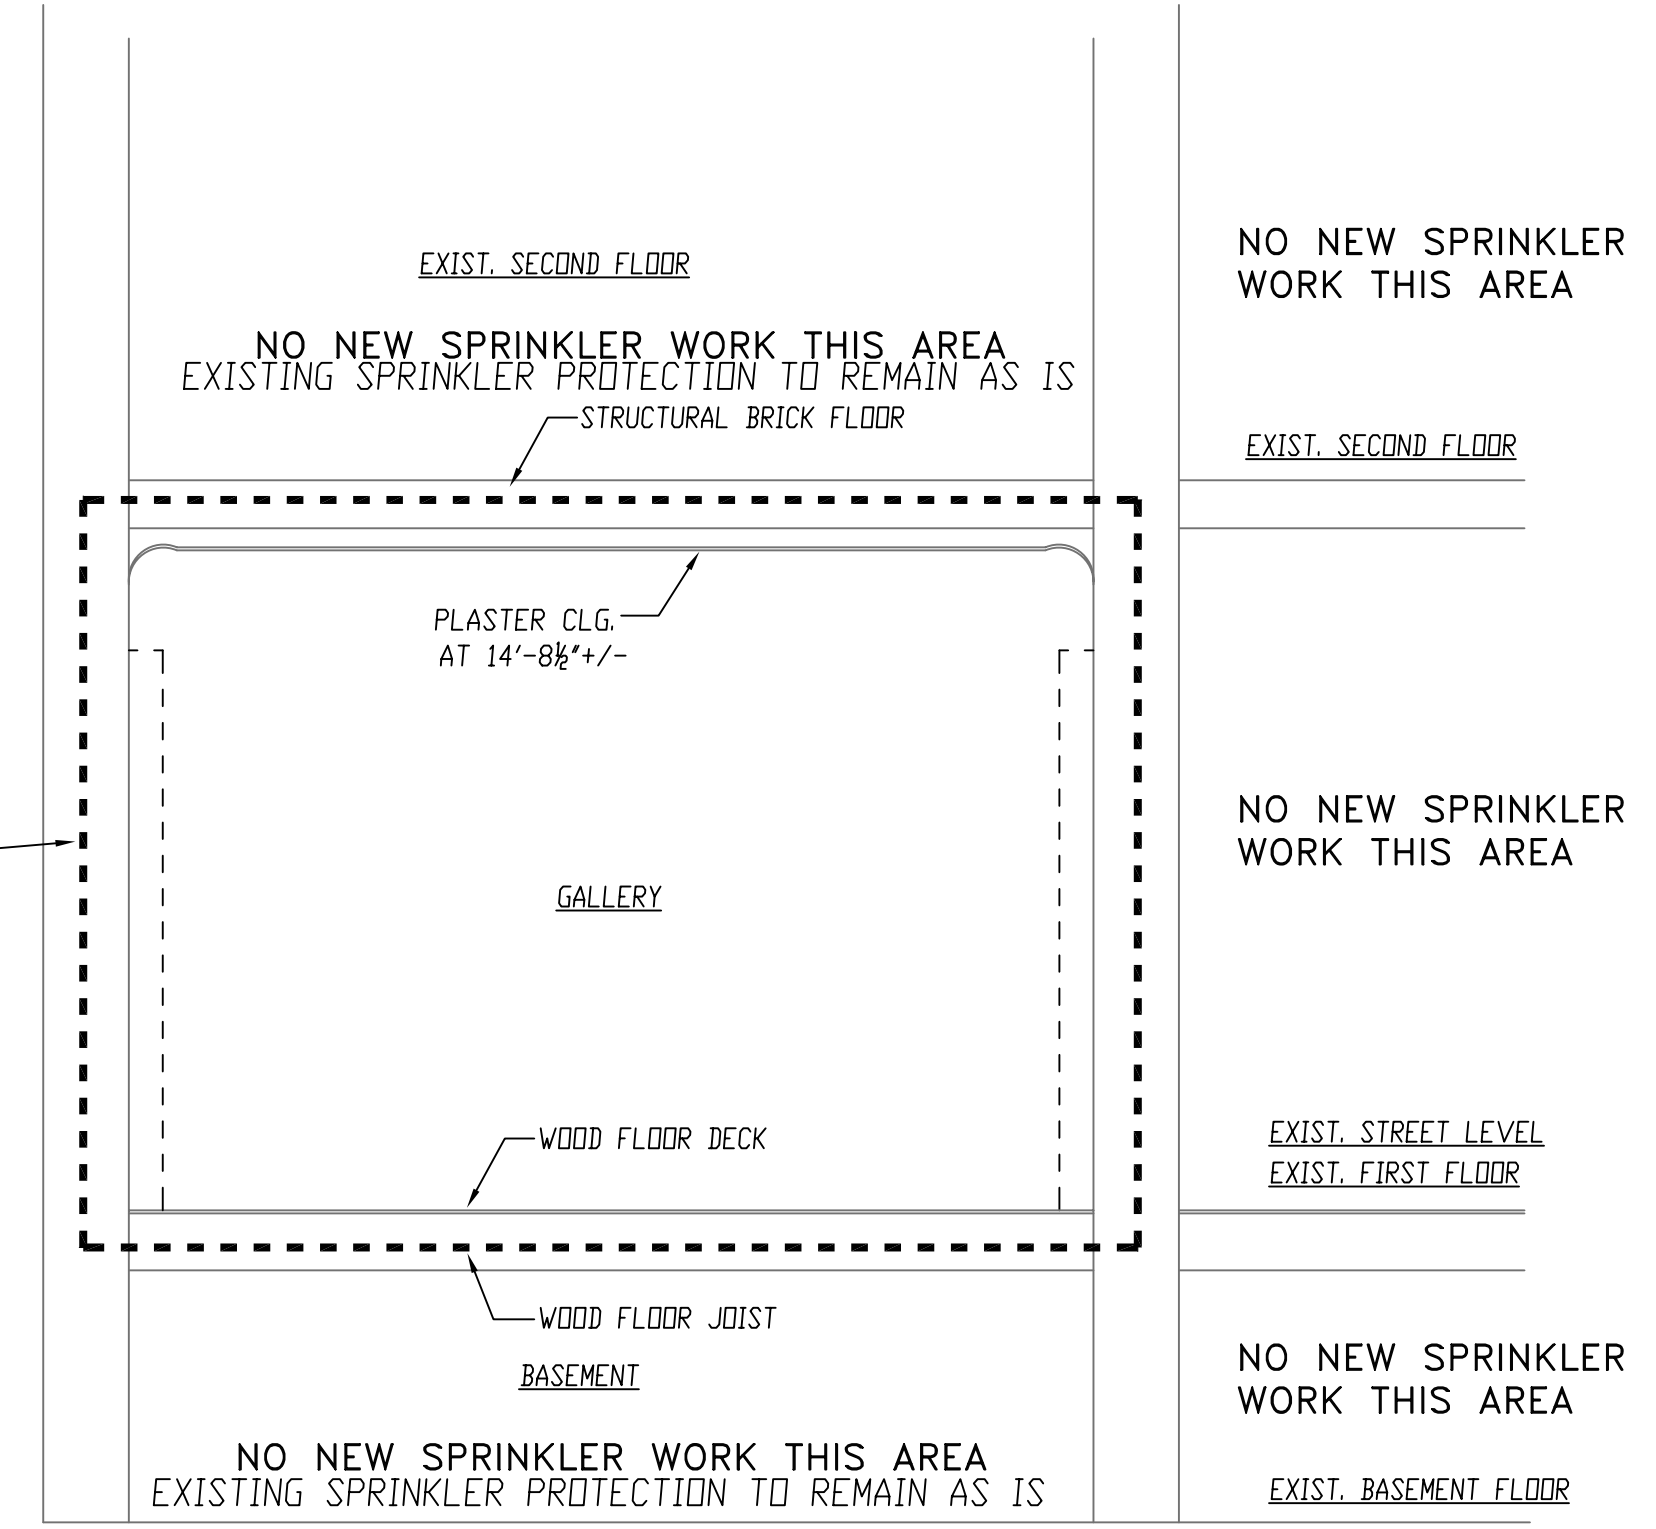 EXIST. SECOND FLOOR
NO NEW SPRINKLER WORK THIS AREA
EXISTING SPRINKLER PROTECTION TO REMAIN AS IS
STRUCTURAL BRICK FLOOR
NO NEW SPRINKLER
WORK THIS AREA
EXIST. SECOND FLOOR
PLASTER CLG.
AT 14'-8½"+/-
GALLERY
NO NEW SPRINKLER
WORK THIS AREA
WOOD FLOOR DECK
EXIST. STREET LEVEL
EXIST. FIRST FLOOR
WOOD FLOOR JOIST
BASEMENT
NO NEW SPRINKLER WORK THIS AREA
EXISTING SPRINKLER PROTECTION TO REMAIN AS IS
NO NEW SPRINKLER
WORK THIS AREA
EXIST. BASEMENT FLOOR